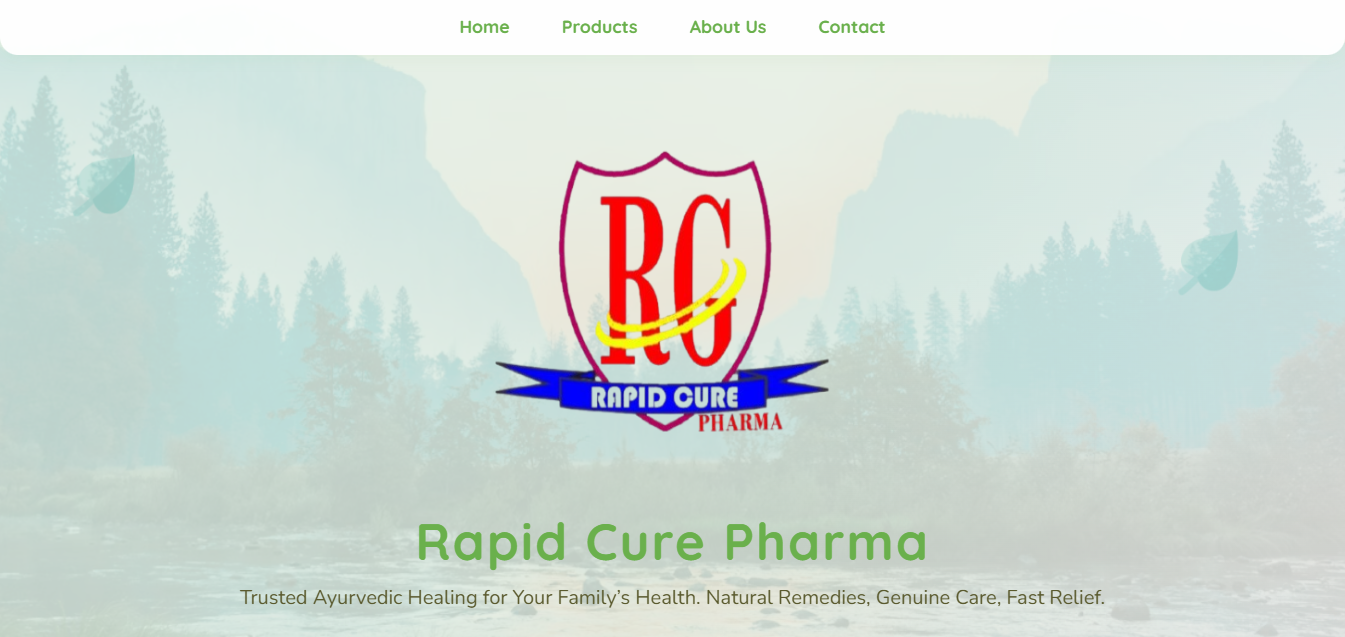 Home Products About Us Contact
RG
RAPID CURE
PHARMA
Rapid Cure Pharma
Trusted Ayurvedic Healing for Your Family’s Health. Natural Remedies, Genuine Care, Fast Relief.